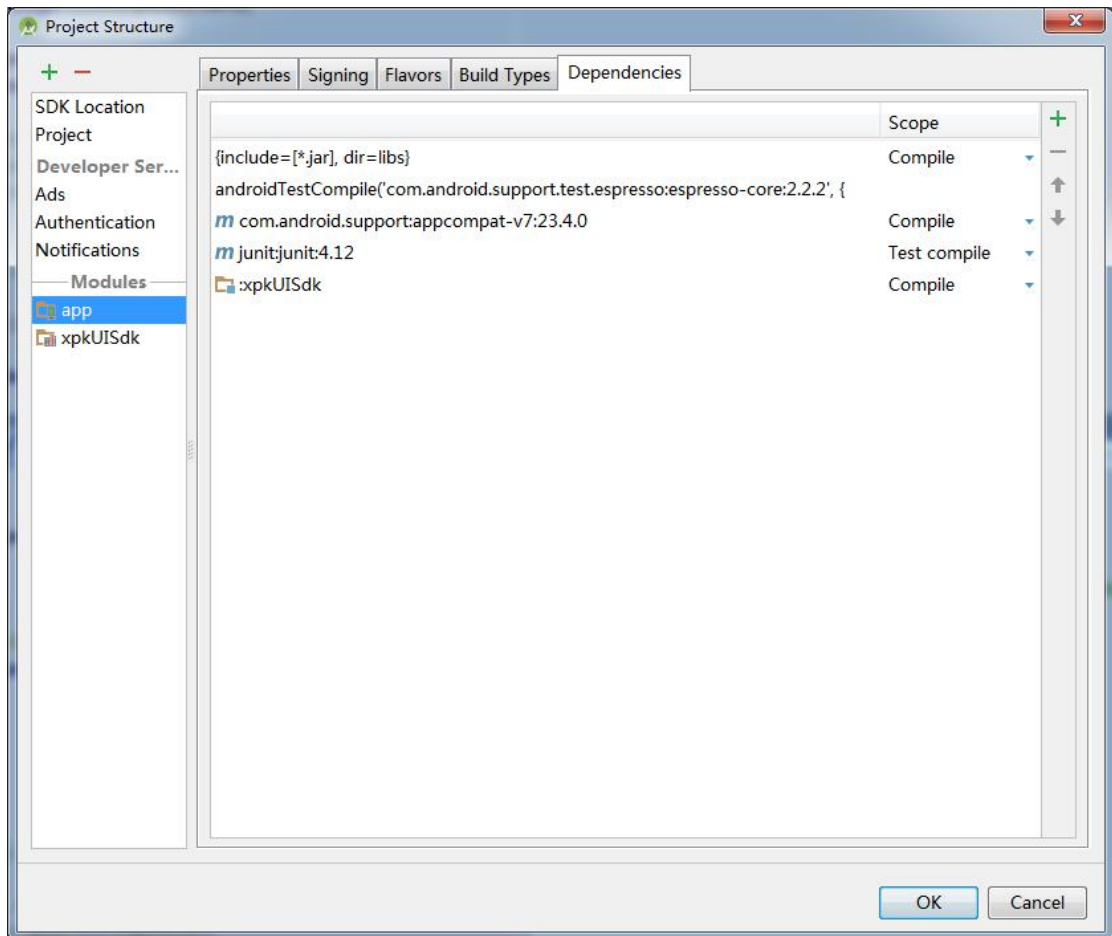 Project Structure
Properties Signing Flavors Build Types Dependencies
SDK Location
Project
Developer Ser...
Ads
Authentication
Notifications
Modules
app
xpkUISdk
Scope
{include=[*.jar], dir=libs} Compile
androidTestCompile('com.android.support.test.espresso:espresso-core:2.2.2', {
m com.android.support:appcompat-v7:23.4.0 Compile
m junit:junit:4.12 Test compile
:xpkUISdk Compile
OK Cancel